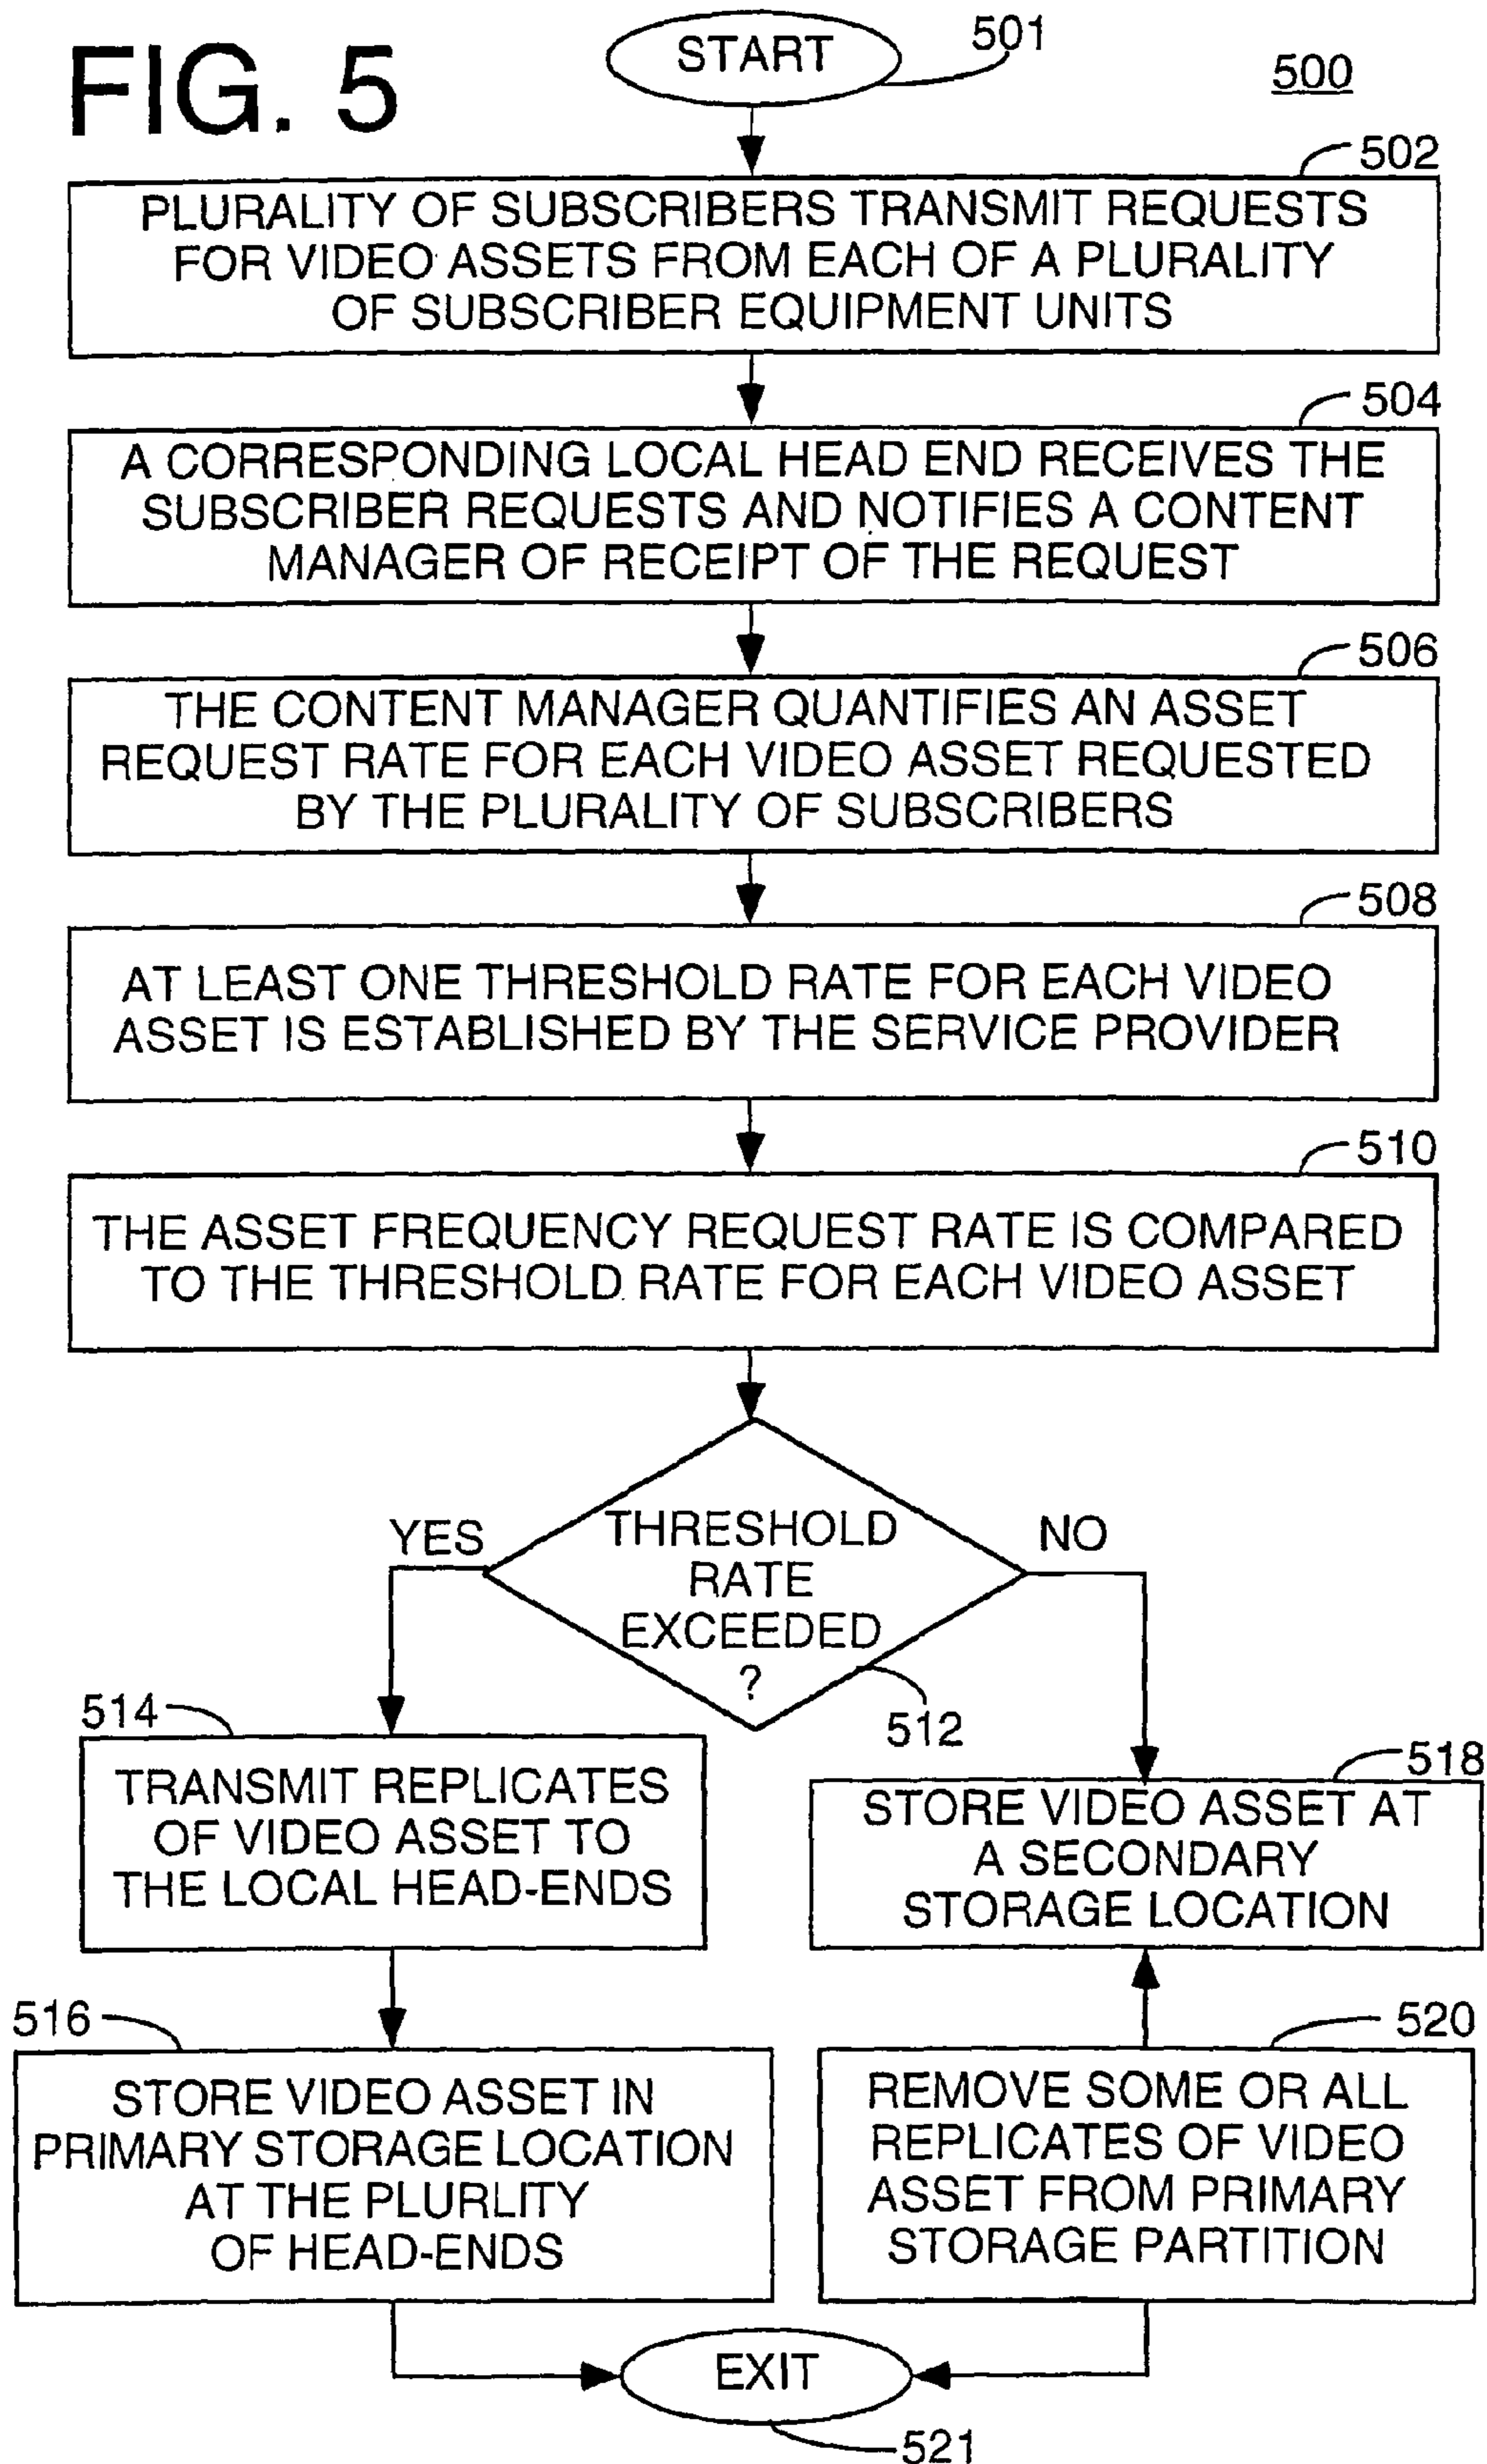 FIG. 5
START
501
500
502
PLURALITY OF SUBSCRIBERS TRANSMIT REQUESTS
FOR VIDEO ASSETS FROM EACH OF A PLURALITY
OF SUBSCRIBER EQUIPMENT UNITS
504
A CORRESPONDING LOCAL HEAD END RECEIVES THE
SUBSCRIBER REQUESTS AND NOTIFIES A CONTENT
MANAGER OF RECEIPT OF THE REQUEST
506
THE CONTENT MANAGER QUANTIFIES AN ASSET
REQUEST RATE FOR EACH VIDEO ASSET REQUESTED
BY THE PLURALITY OF SUBSCRIBERS
508
AT LEAST ONE THRESHOLD RATE FOR EACH VIDEO
ASSET IS ESTABLISHED BY THE SERVICE PROVIDER
510
THE ASSET FREQUENCY REQUEST RATE IS COMPARED
TO THE THRESHOLD RATE FOR EACH VIDEO ASSET
YES
THRESHOLD
RATE
EXCEEDED
?
NO
512
514
TRANSMIT REPLICATES
OF VIDEO ASSET TO
THE LOCAL HEAD-ENDS
518
STORE VIDEO ASSET AT
A SECONDARY
STORAGE LOCATION
516
STORE VIDEO ASSET IN
PRIMARY STORAGE LOCATION
AT THE PLURLITY
OF HEAD-ENDS
520
REMOVE SOME OR ALL
REPLICATES OF VIDEO
ASSET FROM PRIMARY
STORAGE PARTITION
EXIT
521